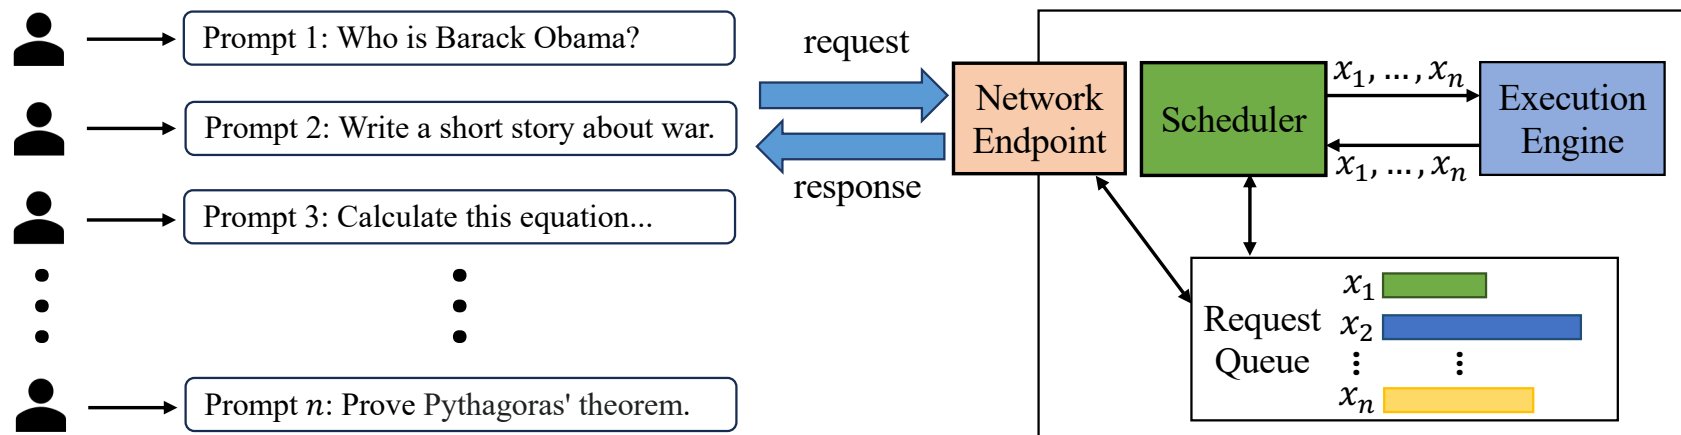 Prompt 1: Who is Barack Obama?
Prompt 2: Write a short story about war.
Prompt 3: Calculate this equation...
Prompt n: Prove Pythagoras' theorem.
request
response
Network
Endpoint
Scheduler
x₁, ..., xₙ
x₁, ..., xₙ
Execution
Engine
Request
Queue
x₁
x₂
xₙ